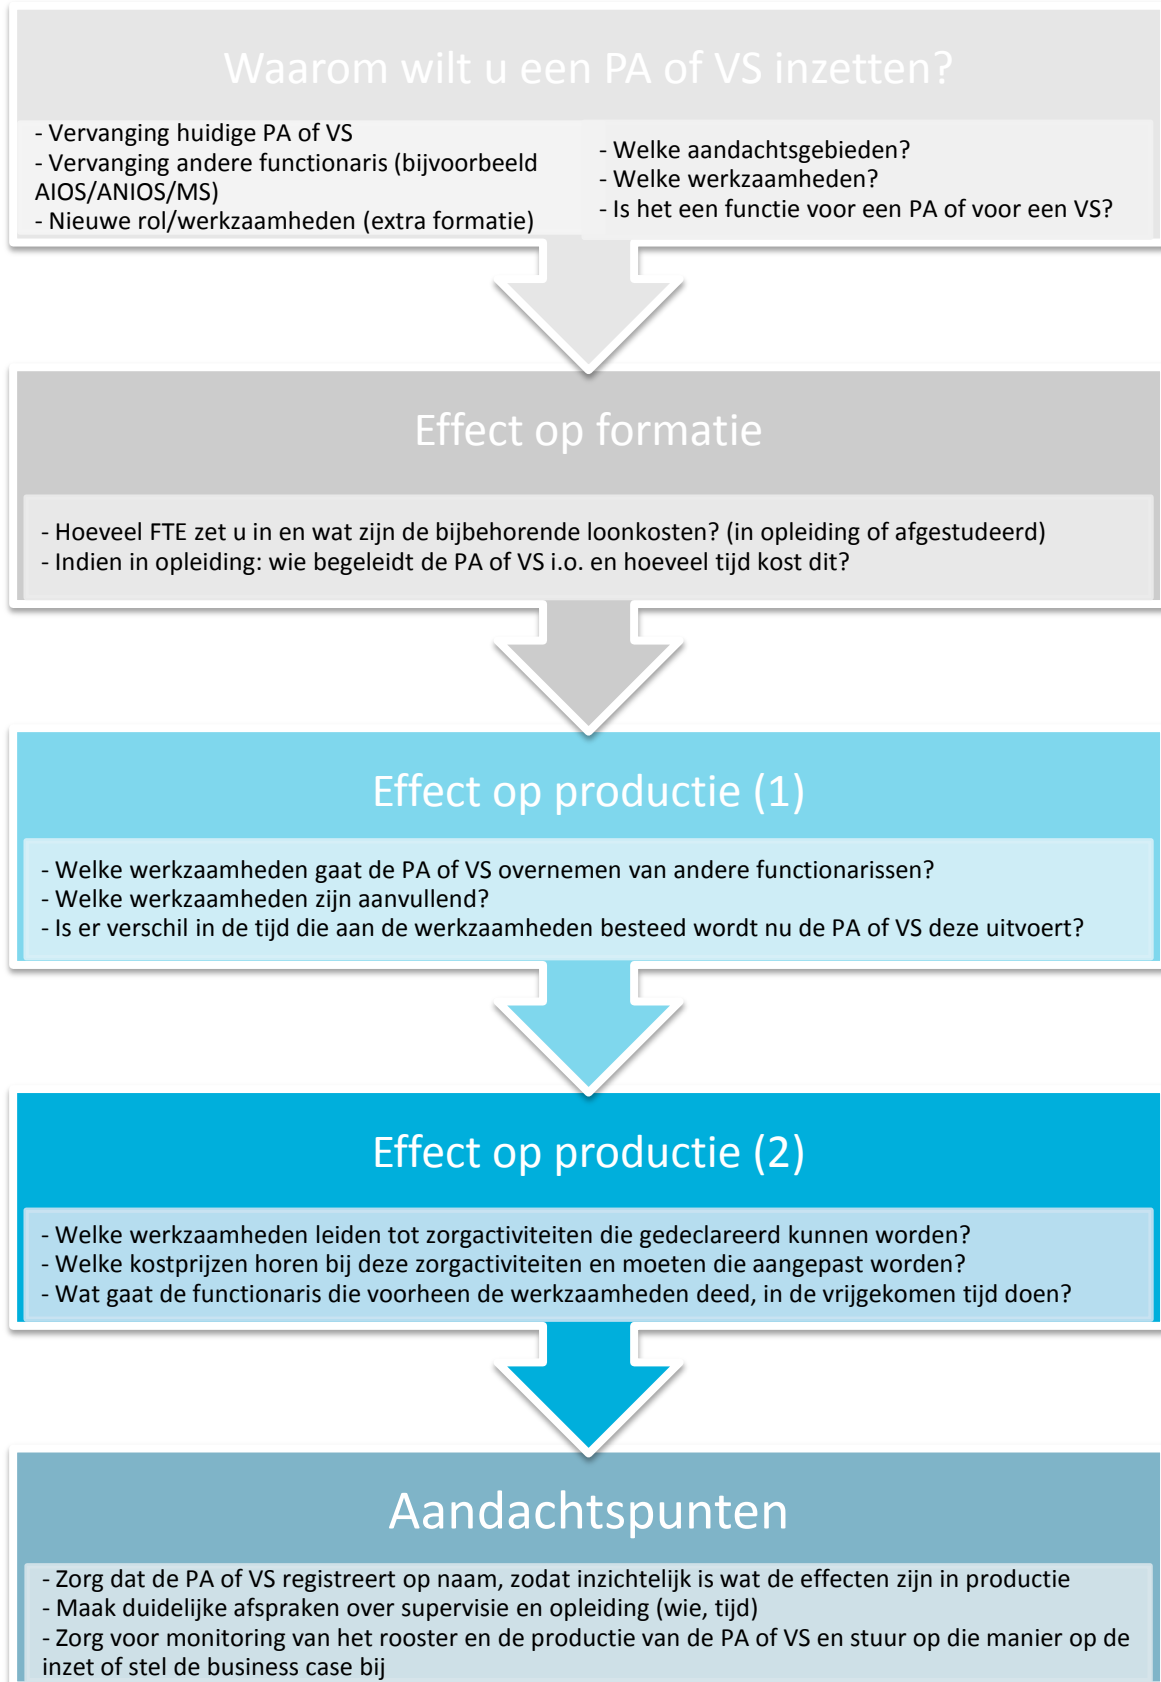 Waarom wilt u een PA of VS inzetten?
- Vervanging huidige PA of VS
- Vervanging andere functionaris (bijvoorbeeld
AIOS/ANIOS/MS)
- Nieuwe rol/werkzaamheden (extra formatie)
- Welke aandachtsgebieden?
- Welke werkzaamheden?
- Is het een functie voor een PA of voor een VS?
Effect op formatie
- Hoeveel FTE zet u in en wat zijn de bijbehorende loonkosten? (in opleiding of afgestudeerd)
- Indien in opleiding: wie begeleidt de PA of VS i.o. en hoeveel tijd kost dit?
Effect op productie (1)
- Welke werkzaamheden gaat de PA of VS overnemen van andere functionarissen?
- Welke werkzaamheden zijn aanvullend?
- Is er verschil in de tijd die aan de werkzaamheden besteed wordt nu de PA of VS deze uitvoert?
Effect op productie (2)
- Welke werkzaamheden leiden tot zorgactiviteiten die gedeclareerd kunnen worden?
- Welke kostprijzen horen bij deze zorgactiviteiten en moeten die aangepast worden?
- Wat gaat de functionaris die voorheen de werkzaamheden deed, in de vrijgekomen tijd doen?
Aandachtspunten
- Zorg dat de PA of VS registreert op naam, zodat inzichtelijk is wat de effecten zijn in productie
- Maak duidelijke afspraken over supervisie en opleiding (wie, tijd)
- Zorg voor monitoring van het rooster en de productie van de PA of VS en stuur op die manier op de
inzet of stel de business case bij